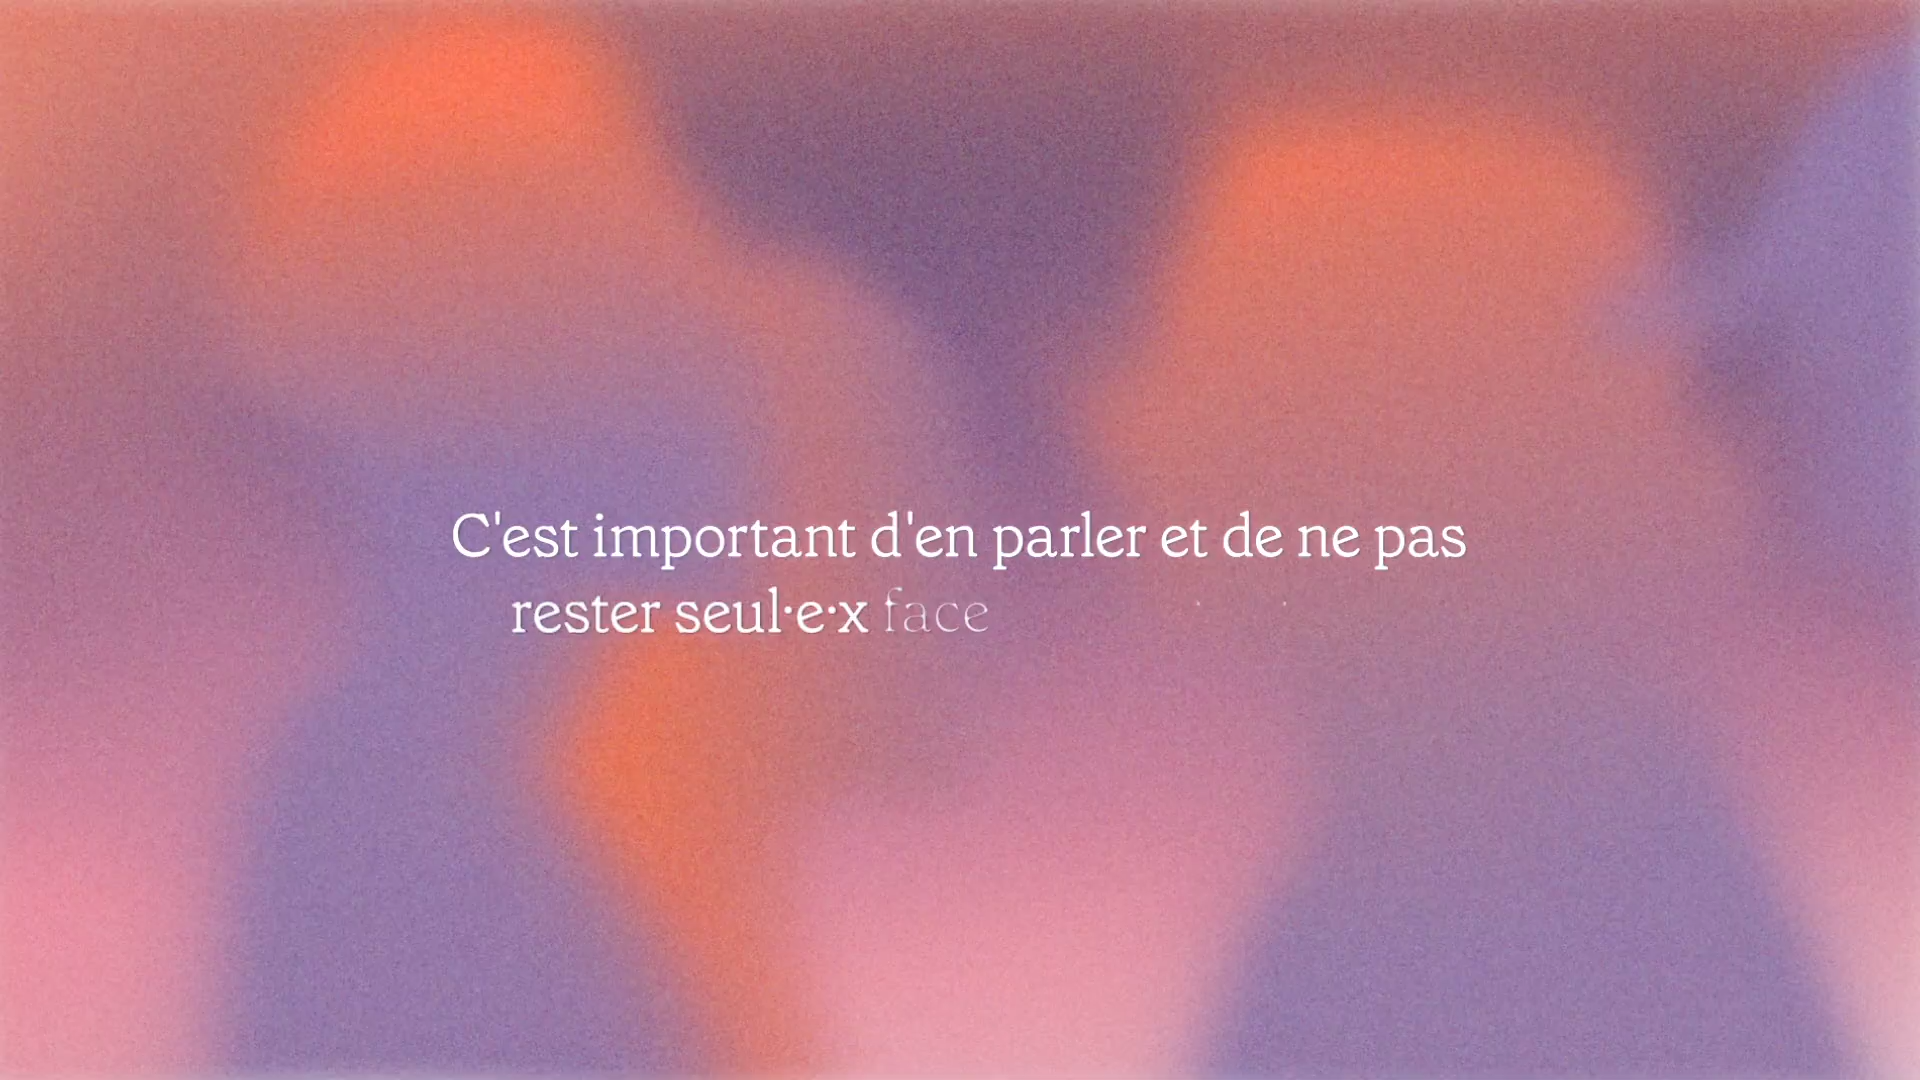 C'est important d'en parler et de ne pas
rester seul·e·x face